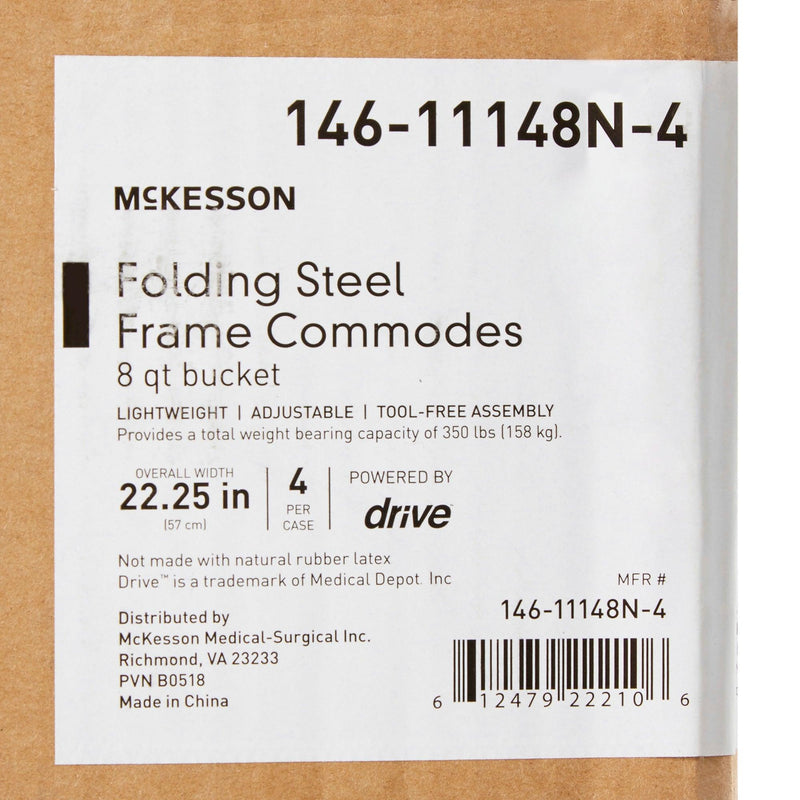 146-11148N-4
McKESSON
Folding Steel
Frame Commodes
8 qt bucket
LIGHTWEIGHT | ADJUSTABLE | TOOL-FREE ASSEMBLY
Provides a total weight bearing capacity of 350 lbs (158 kg).
OVERALL WIDTH
22.25 in
(57 cm)
4
PER
CASE
POWERED BY
drive
Not made with natural rubber latex
Drive™ is a trademark of Medical Depot. Inc
Distributed by
McKesson Medical-Surgical Inc.
Richmond, VA 23233
PVN B0518
Made in China
MFR #
146-11148N-4
6 12479 22210 6